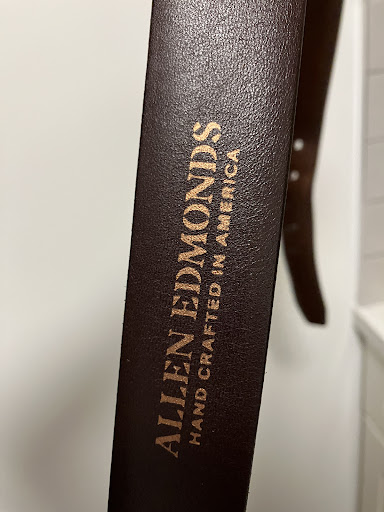 ALLEN EDMONDS
HAND CRAFTED IN AMERICA